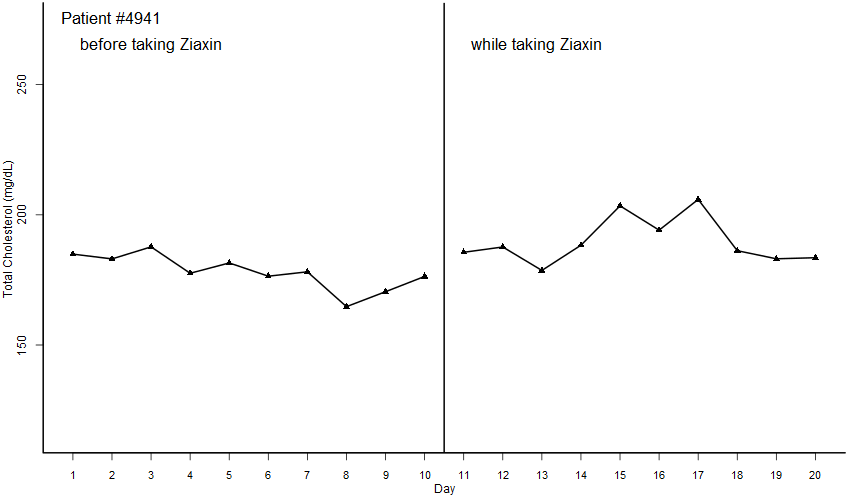 Patient #4941
before taking Ziaxin
while taking Ziaxin
Total Cholesterol (mg/dL)
250
200
150
1 2 3 4 5 6 7 8 9 10 11 12 13 14 15 16 17 18 19 20
Day